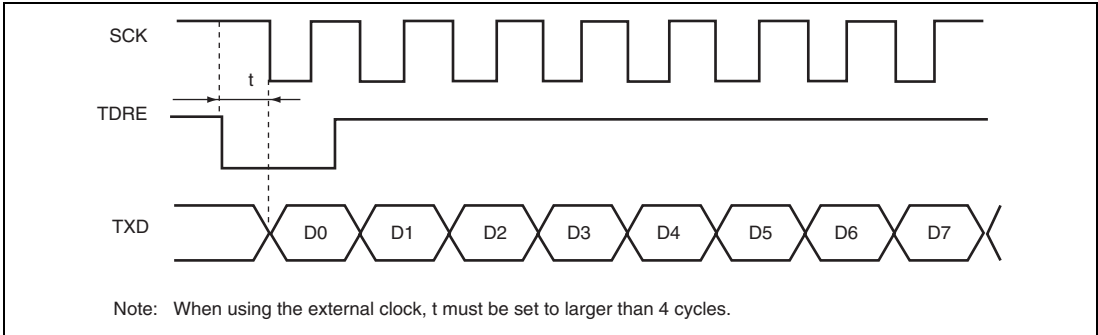 SCK
t
TDRE
TXD D0 D1 D2 D3 D4 D5 D6 D7
Note: When using the external clock, t must be set to larger than 4 cycles.